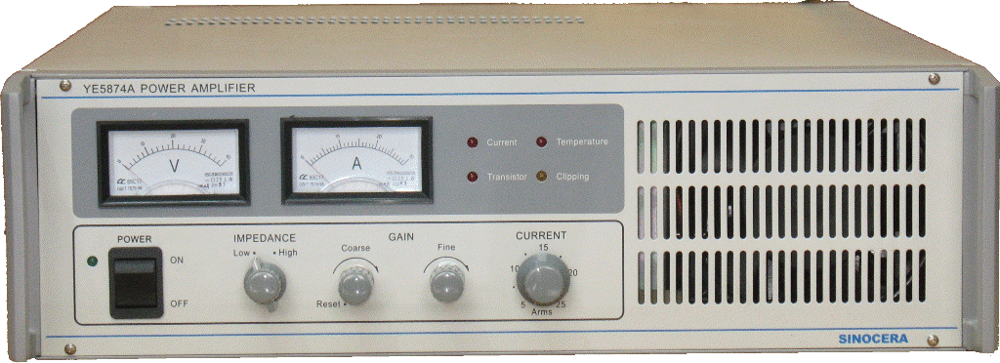 YE5874A POWER AMPLIFIER
V
A
Current
Temperature
Transistor
Clipping
POWER
ON
OFF
IMPEDANCE
Low
High
GAIN
Coarse
Fine
Reset
CURRENT
15
10
20
5
25
Arms
SINOCERA